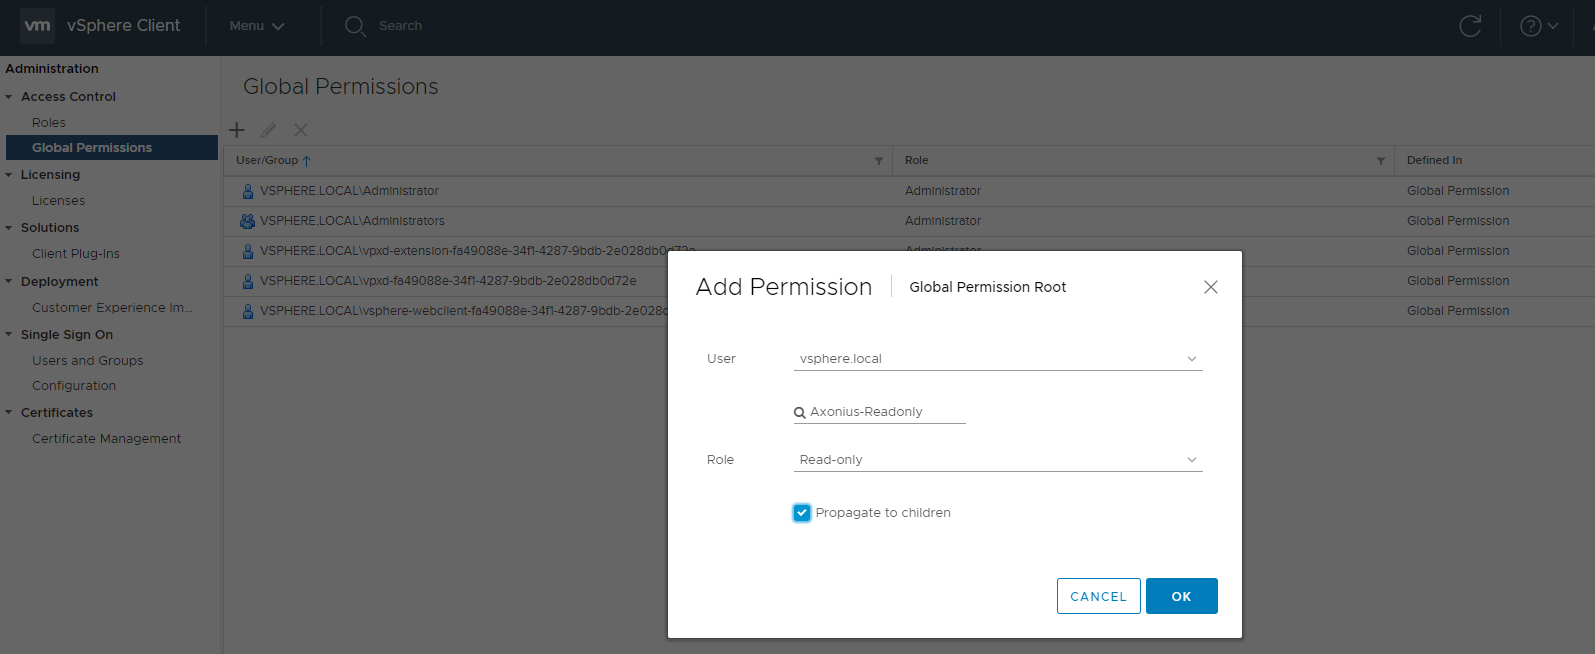 vm vSphere Client Menu Search ?
Administration
Access Control
Roles
Global Permissions
Licensing
Licenses
Solutions
Client Plug-Ins
Deployment
Customer Experience Im...
Single Sign On
Users and Groups
Configuration
Certificates
Certificate Management
Global Permissions
User/Group Role Defined In
VSPHERE.LOCAL\Administrator Administrator Global Permission
VSPHERE.LOCAL\Administrators Administrator Global Permission
VSPHERE.LOCAL\vpxd-extension-fa49088e-34f1-4287-9bdb-2e028db0d72e Administrator Global Permission
VSPHERE.LOCAL\vpxd-fa49088e-34f1-4287-9bdb-2e028db0d72e Global Permission
VSPHERE.LOCAL\vsphere-webclient-fa49088e-34f1-4287-9bdb-2e028d Global Permission
Add Permission Global Permission Root
User vsphere.local
Axonius-Readonly
Role Read-only
Propagate to children
CANCEL OK